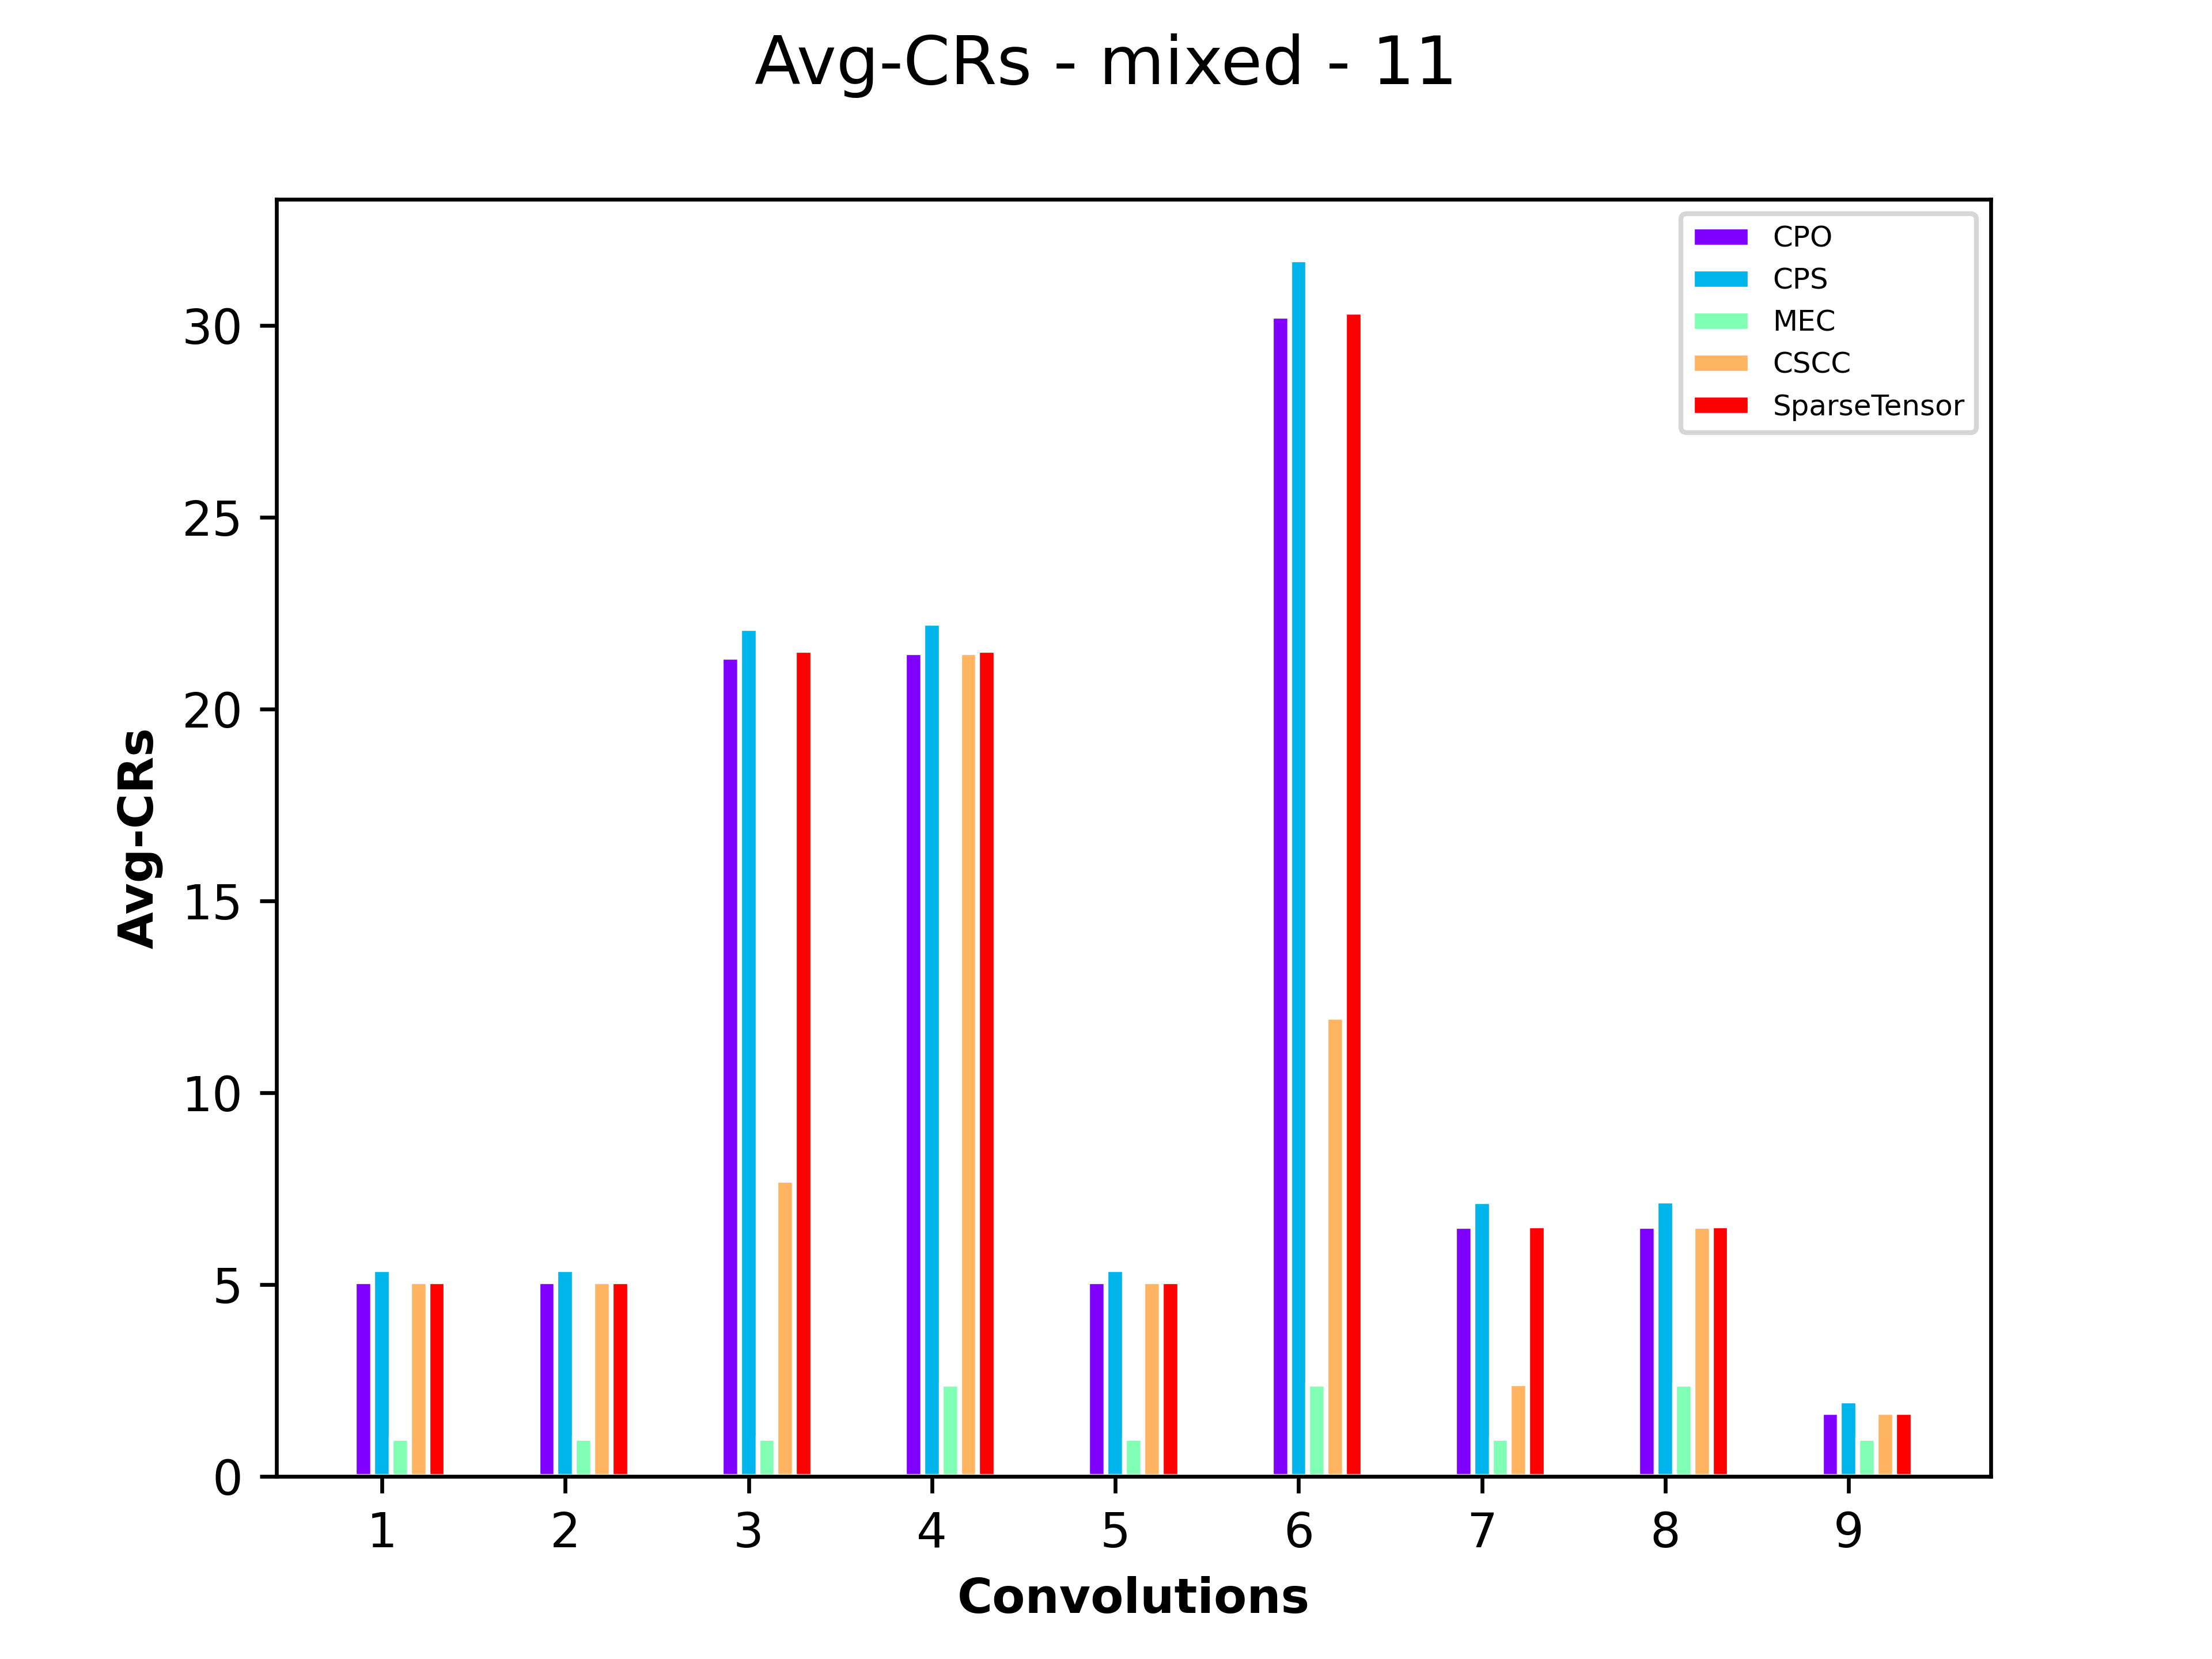 Avg-CRs - mixed - 11
CPO
CPS
MEC
CSCC
SparseTensor
30
25
20
15
10
5
0
Avg-CRs
1 2 3 4 5 6 7 8 9
Convolutions